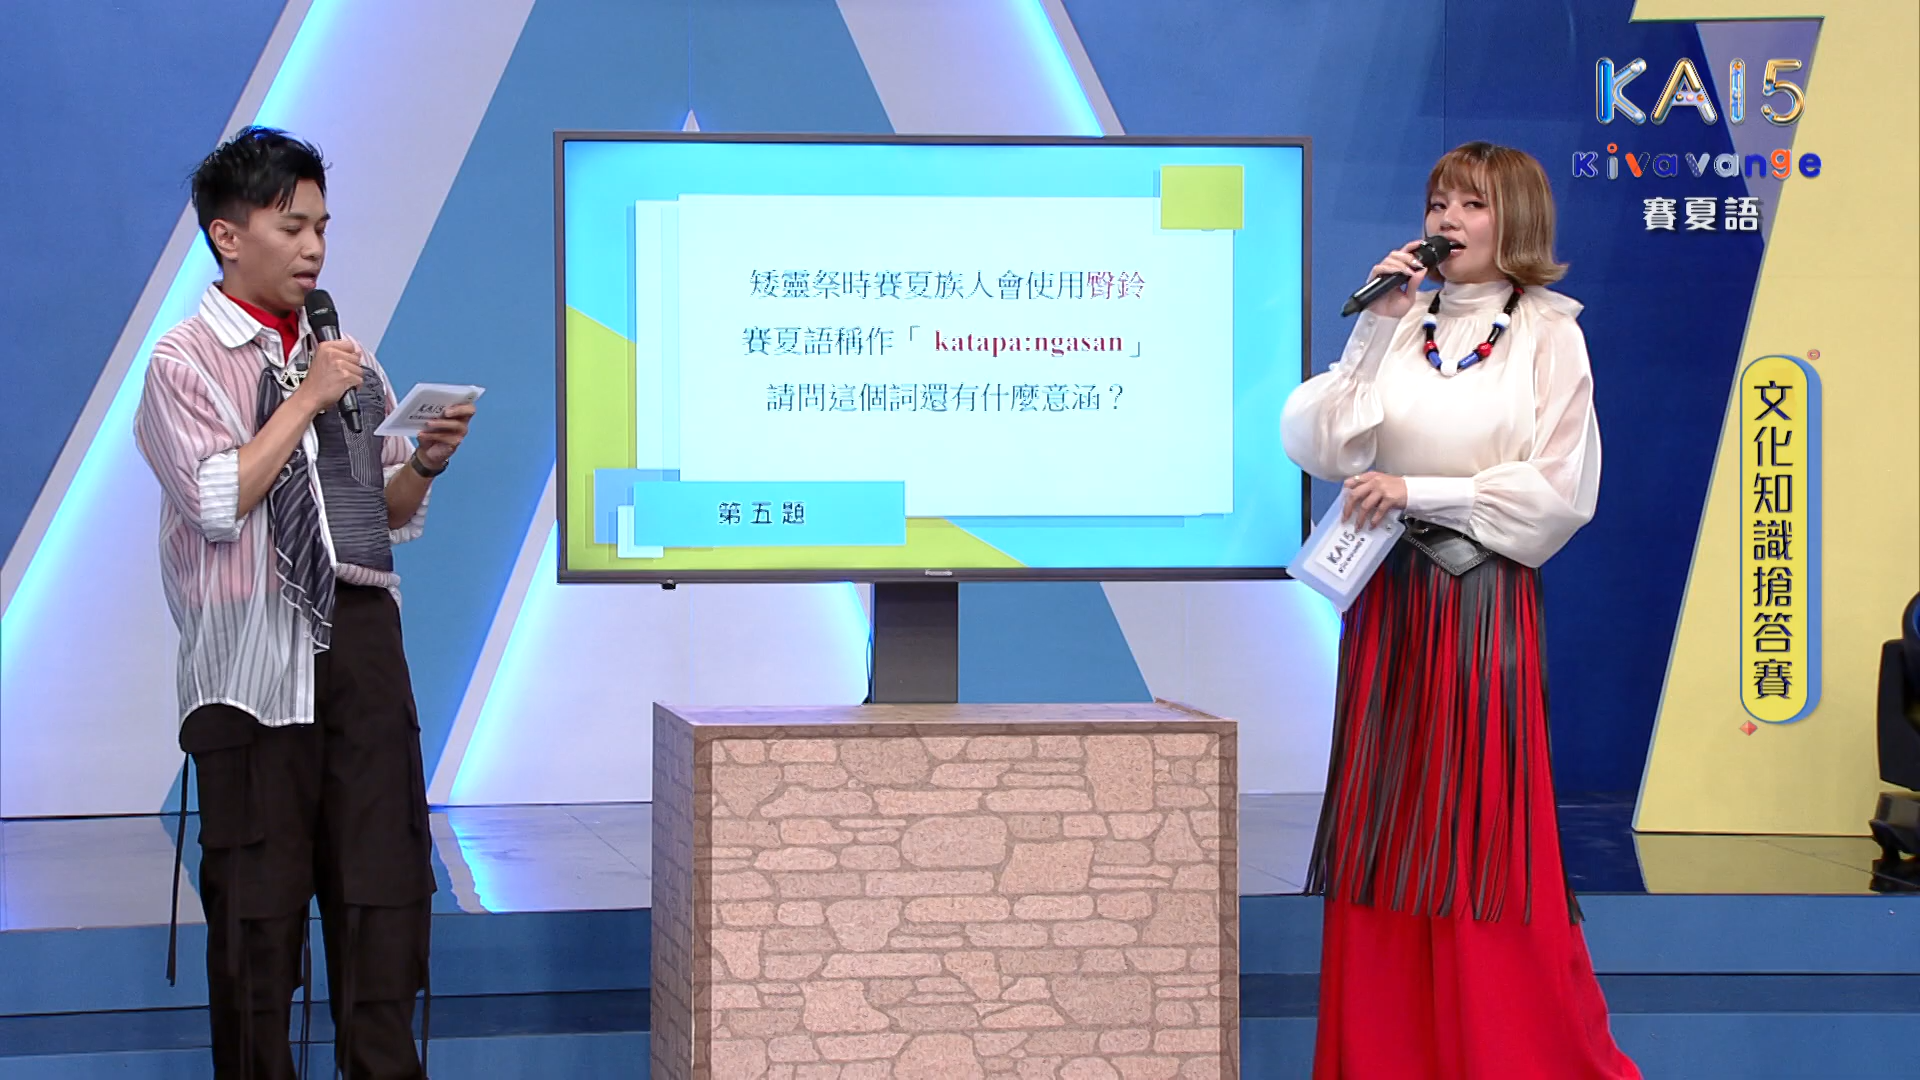 KAI5
kivavange
賽夏語
矮靈祭時賽夏族人會使用臀鈴
賽夏語稱作「 katapa:ngasan」
請問這個詞還有什麼意涵？
第五題
文化知識搶答賽
KAI5
KAI5